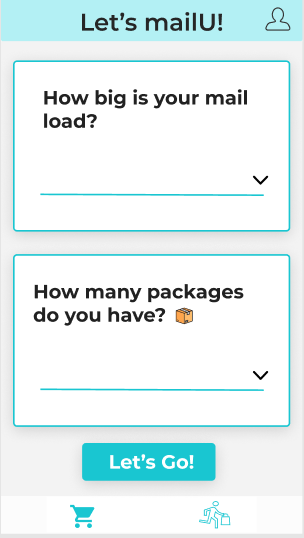 Let's mailU!
How big is your mail
load?
How many packages
do you have? 📦
Let's Go!